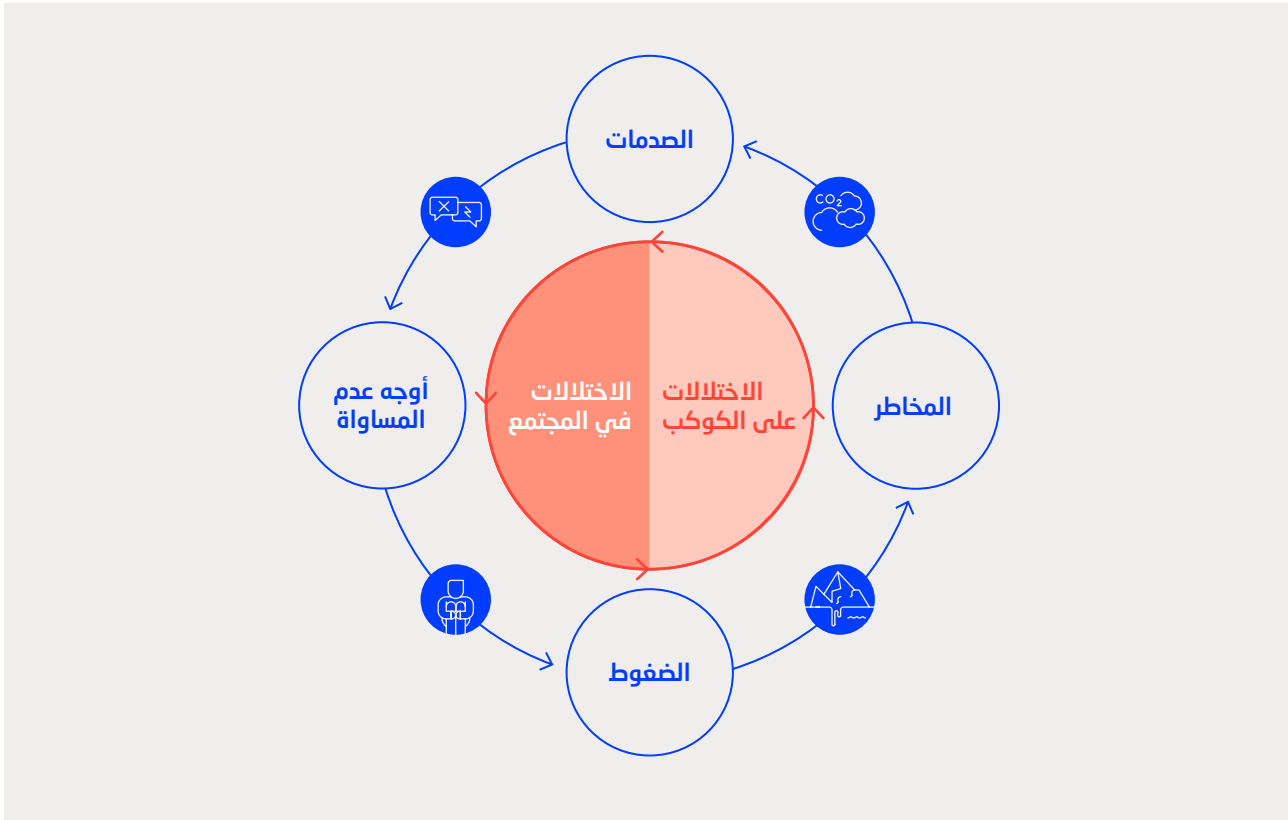 الصدمات
CO2
المخاطر
الاختلالات
على الكوكب
الاختلالات
في المجتمع
أوجه عدم
المساواة
الضغوط